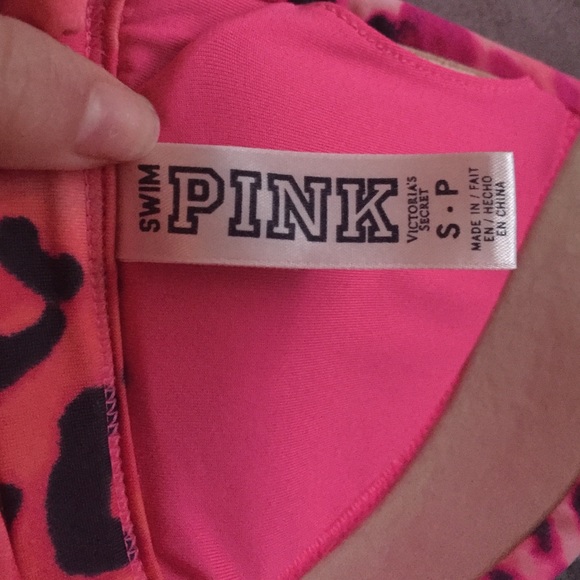 SWIM
PINK
VICTORIA'S
SECRET
S · P
MADE IN / FAIT
EN / HECHO
EN CHINA